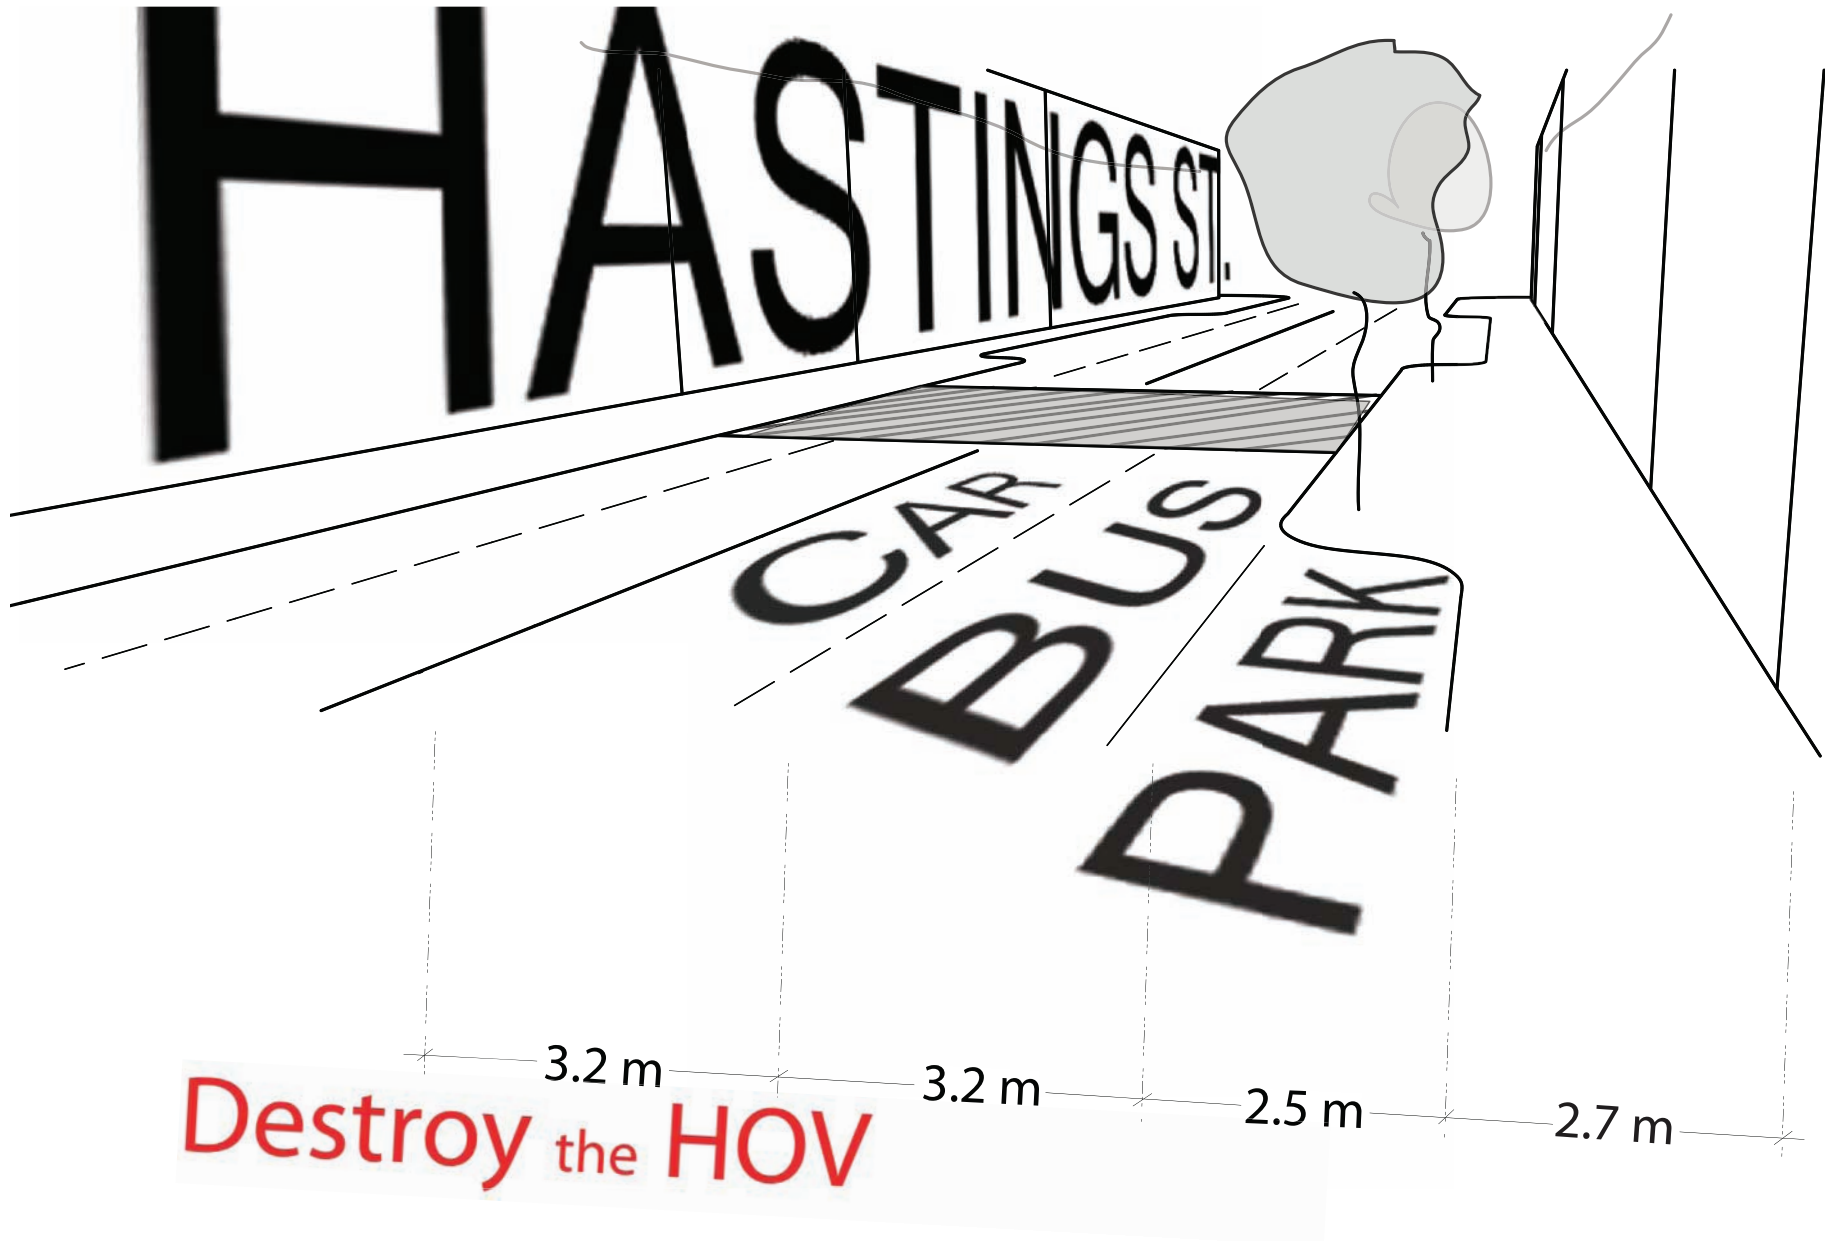 HASTINGS ST.
CAR
BUS
PARK
3.2 m
3.2 m
2.5 m
2.7 m
Destroy the HOV